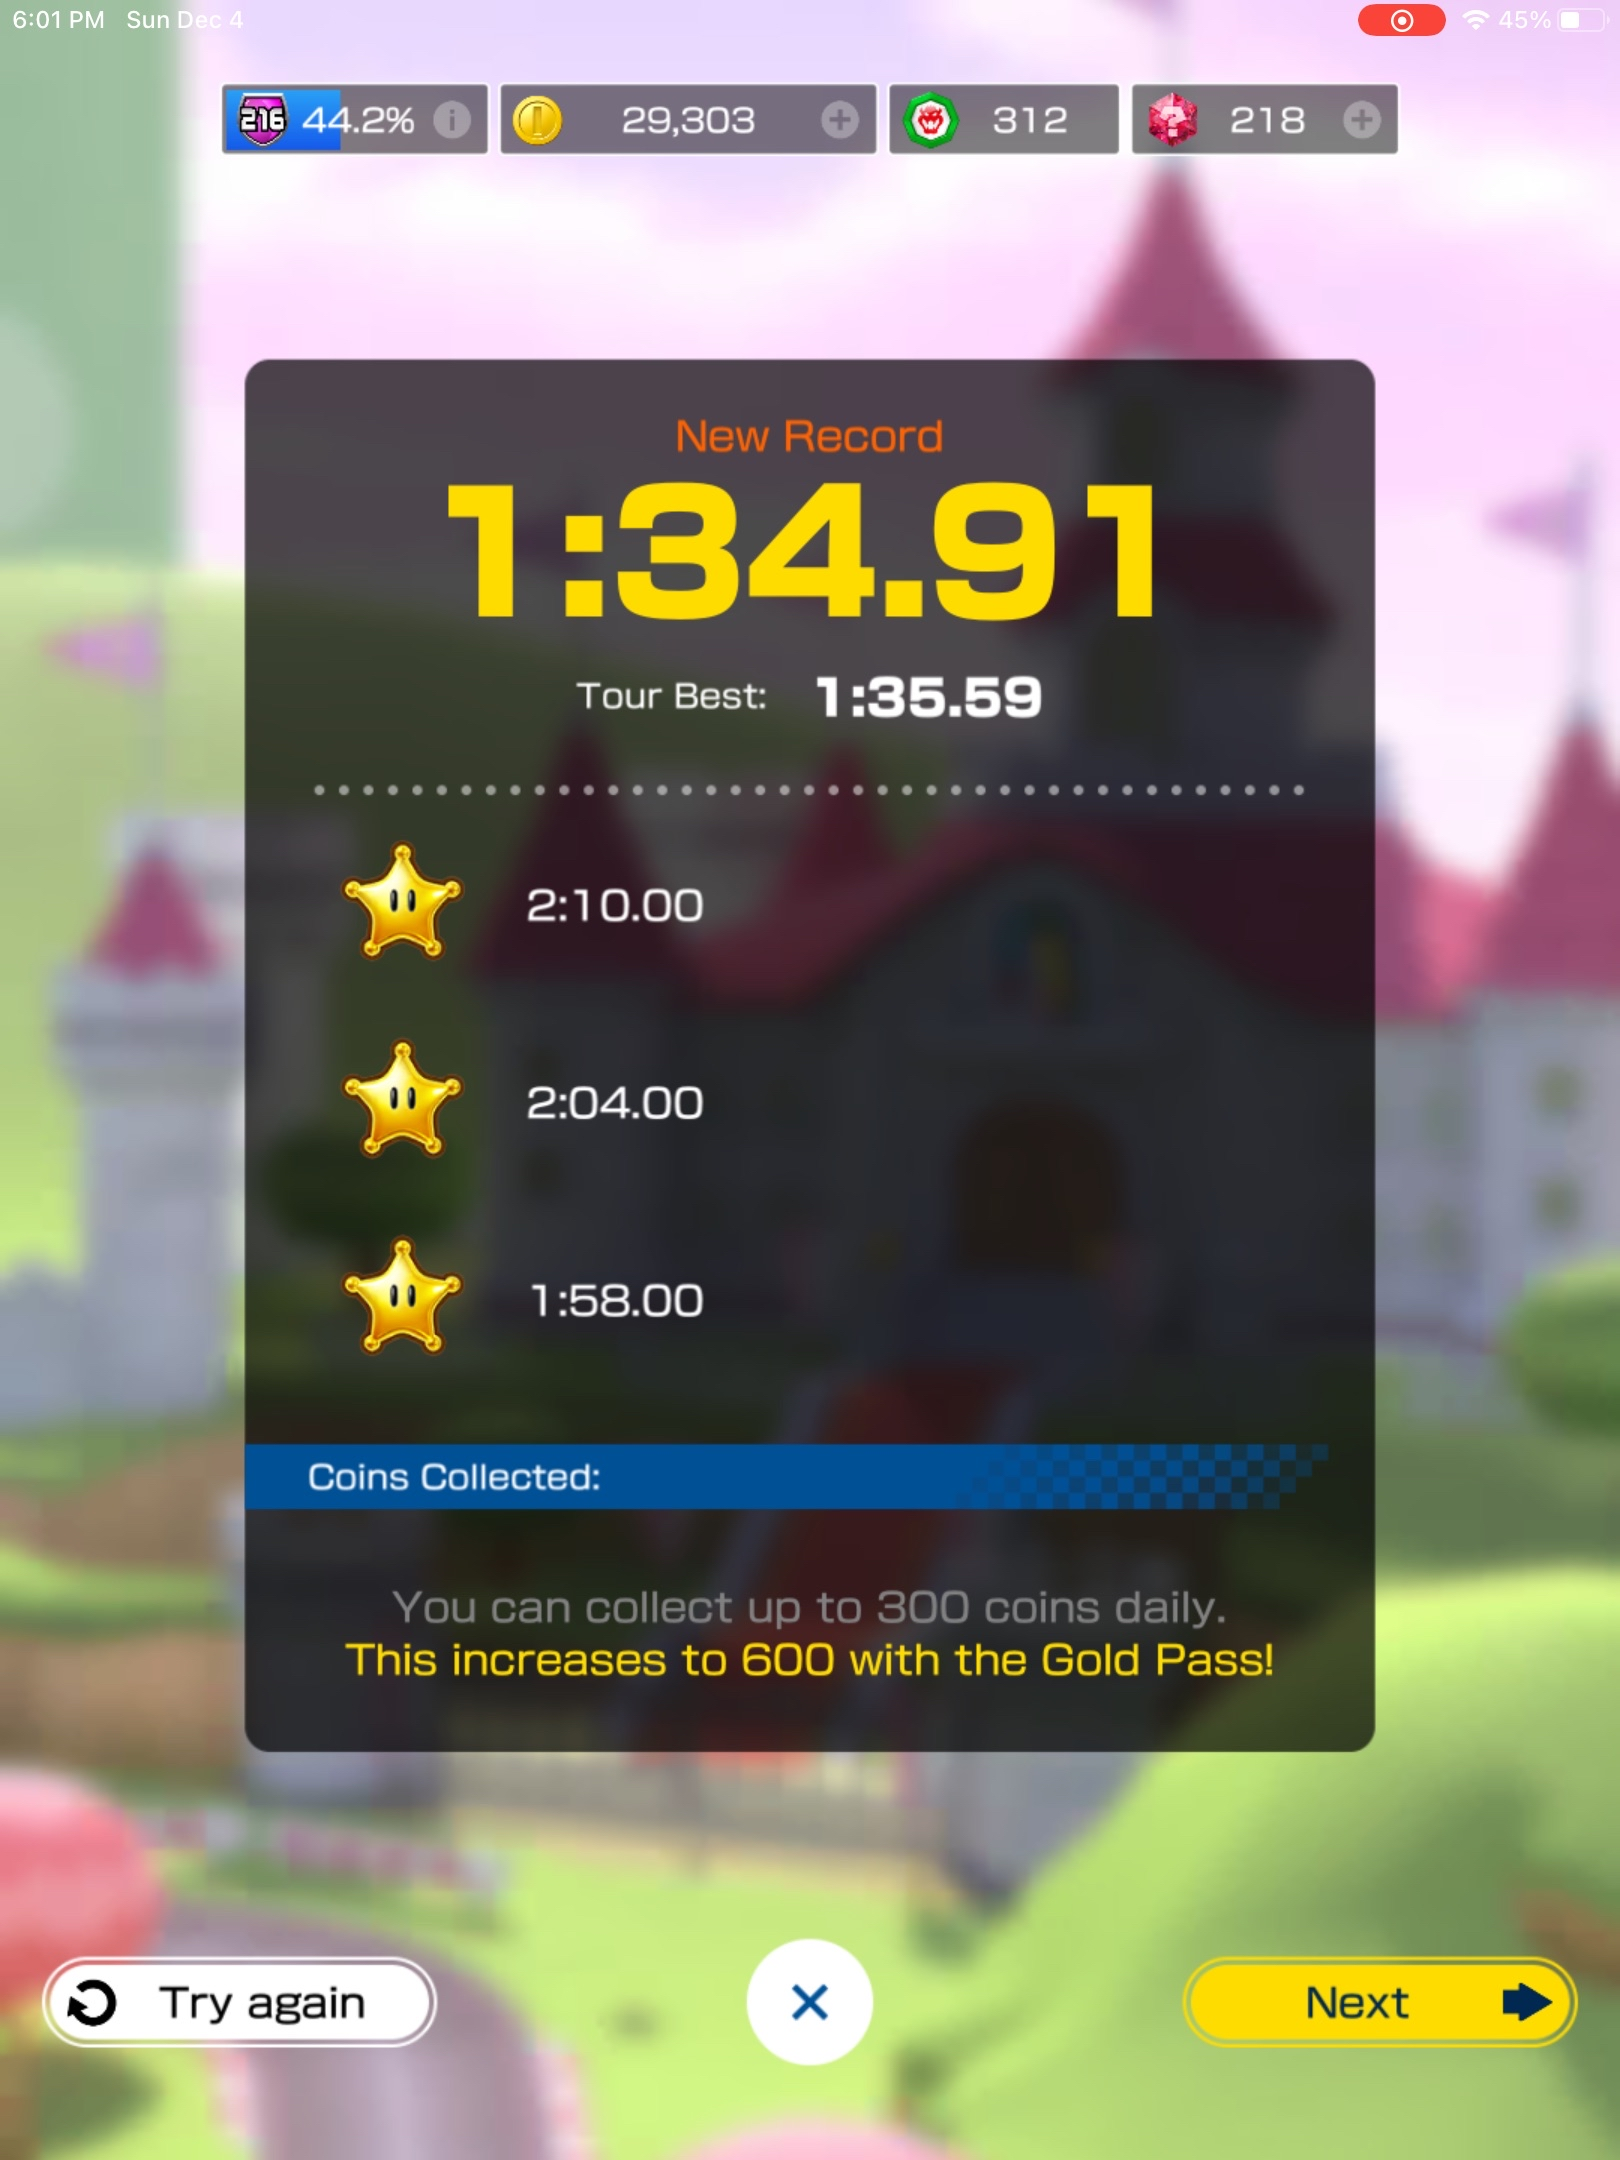 6:01 PM Sun Dec 4 45%
216 44.2% 29,303 312 218
New Record
1:34.91
Tour Best: 1:35.59
2:10.00
2:04.00
1:58.00
Coins Collected:
You can collect up to 300 coins daily.
This increases to 600 with the Gold Pass!
Try again Next